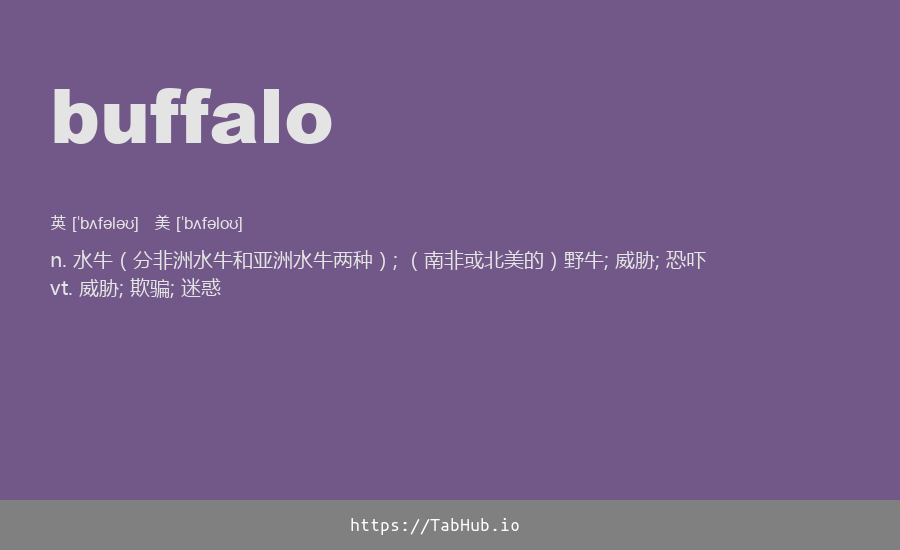 buffalo
英 [ˈbʌfələʊ] 美 [ˈbʌfəloʊ]
n. 水牛（分非洲水牛和亚洲水牛两种）; （南非或北美的）野牛; 威胁; 恐吓
vt. 威胁; 欺骗; 迷惑
https://TabHub.io